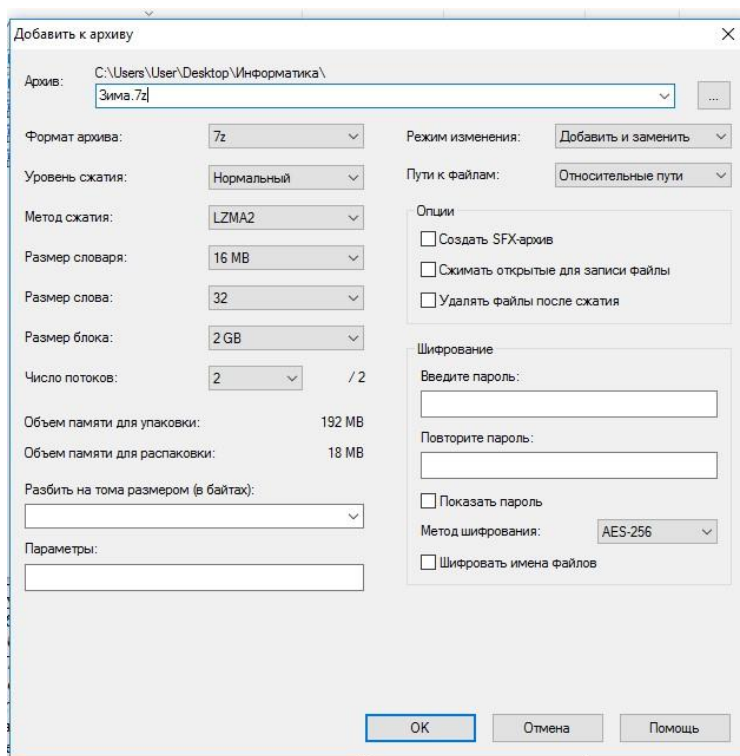 Добавить к архиву
Архив:
C:\Users\User\Desktop\Информатика\
Зима.7z
...
Формат архива:
7z
Уровень сжатия:
Нормальный
Метод сжатия:
LZMA2
Размер словаря:
16 MB
Размер слова:
32
Размер блока:
2 GB
Число потоков:
2
/ 2
Объем памяти для упаковки:
192 MB
Объем памяти для распаковки:
18 MB
Разбить на тома размером (в байтах):
Параметры:
Режим изменения:
Добавить и заменить
Пути к файлам:
Относительные пути
Опции
Создать SFX-архив
Сжимать открытые для записи файлы
Удалять файлы после сжатия
Шифрование
Введите пароль:
Повторите пароль:
Показать пароль
Метод шифрования:
AES-256
Шифровать имена файлов
OK
Отмена
Помощь